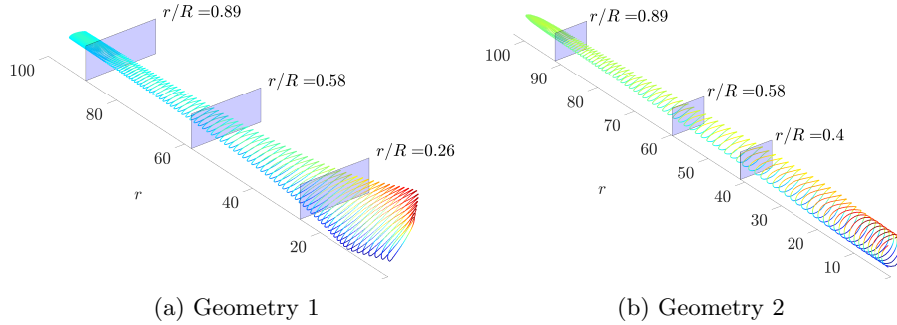 r/R =0.89
r/R =0.58
r/R =0.26
100
80
60
40
20
r
(a) Geometry 1
r/R =0.89
r/R =0.58
r/R =0.4
100
90
80
70
60
50
40
30
20
10
r
(b) Geometry 2